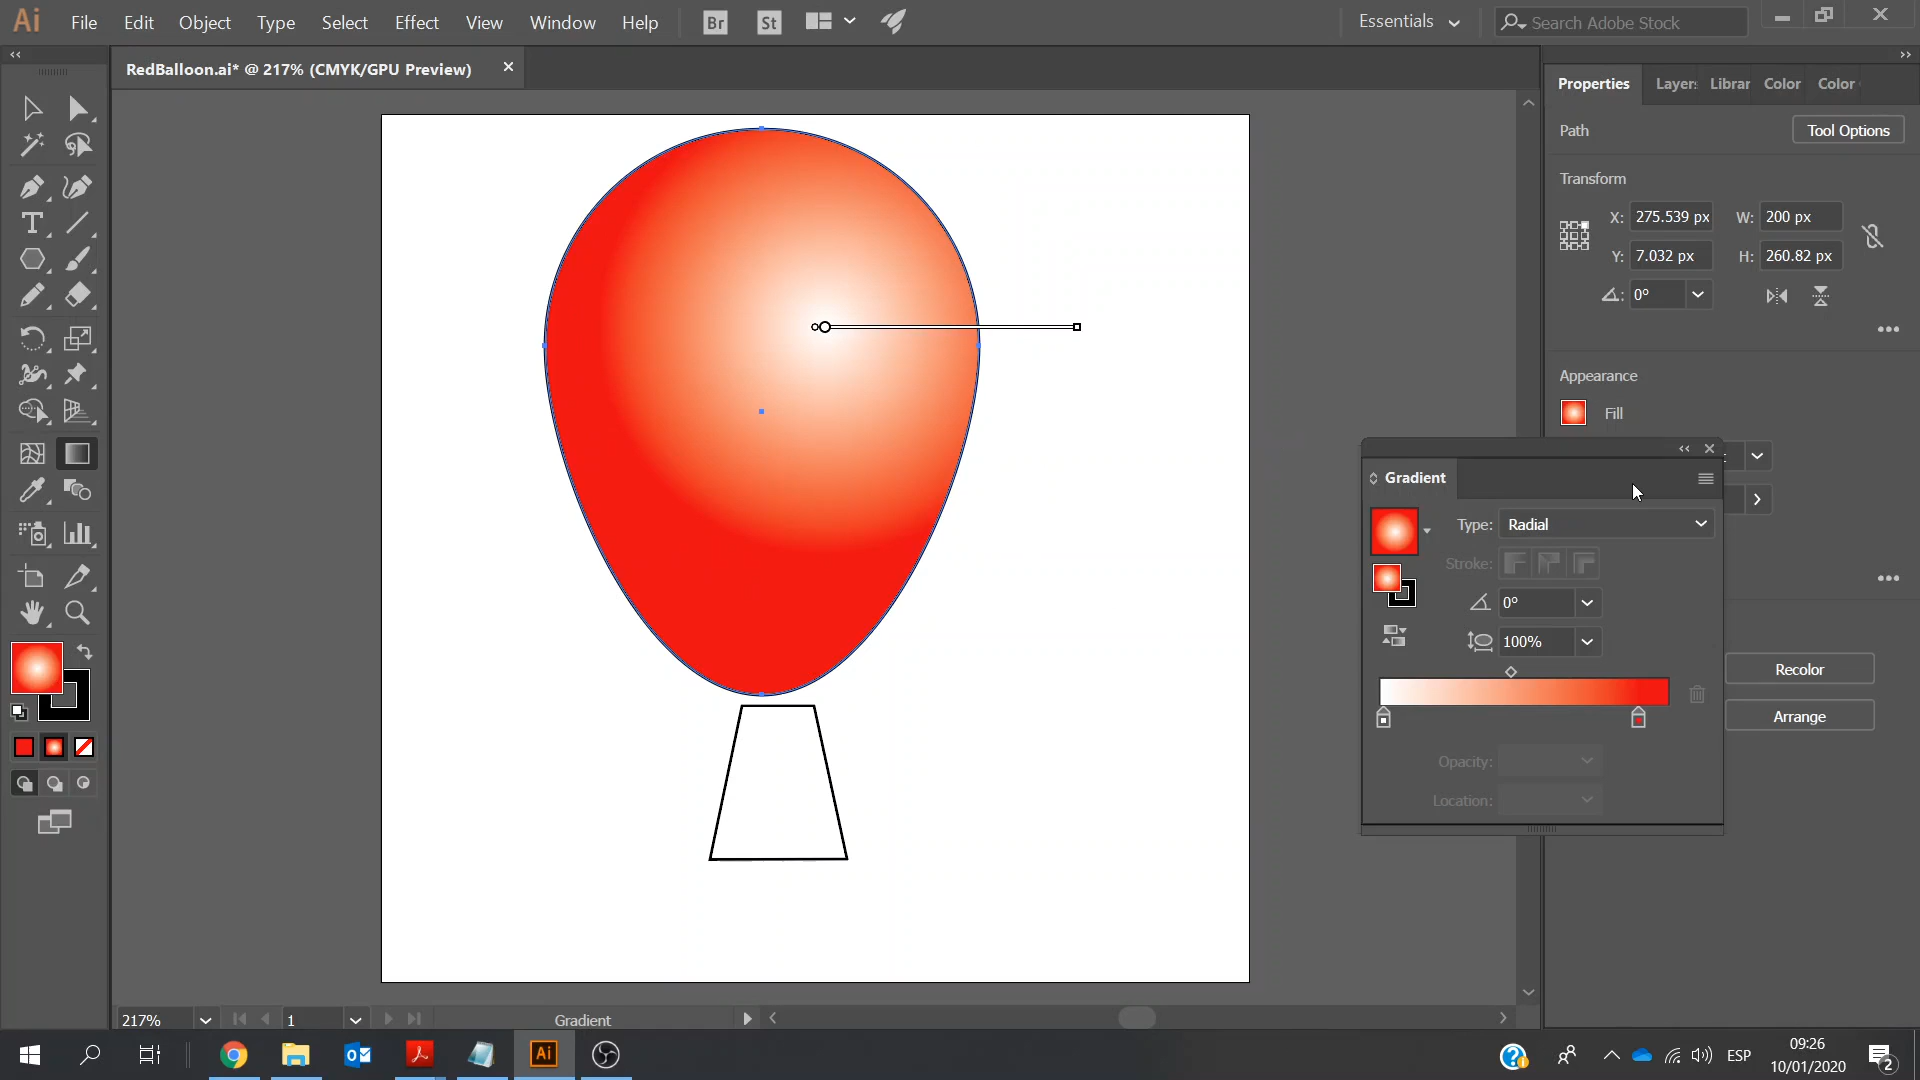 Ai File Edit Object Type Select Effect View Window Help Br St Essentials Search Adobe Stock
RedBalloon.ai* @ 217% (CMYK/GPU Preview)
Properties Layers Librar Color Color
Path Tool Options
Transform
X: 275.539 px W: 200 px
Y: 7.032 px H: 260.82 px
0°
Appearance
Fill
Gradient
Type: Radial
Stroke:
0°
100%
Recolor
Arrange
Opacity:
Location:
217% 1 Gradient
Ai ESP 09:26
10/01/2020 2